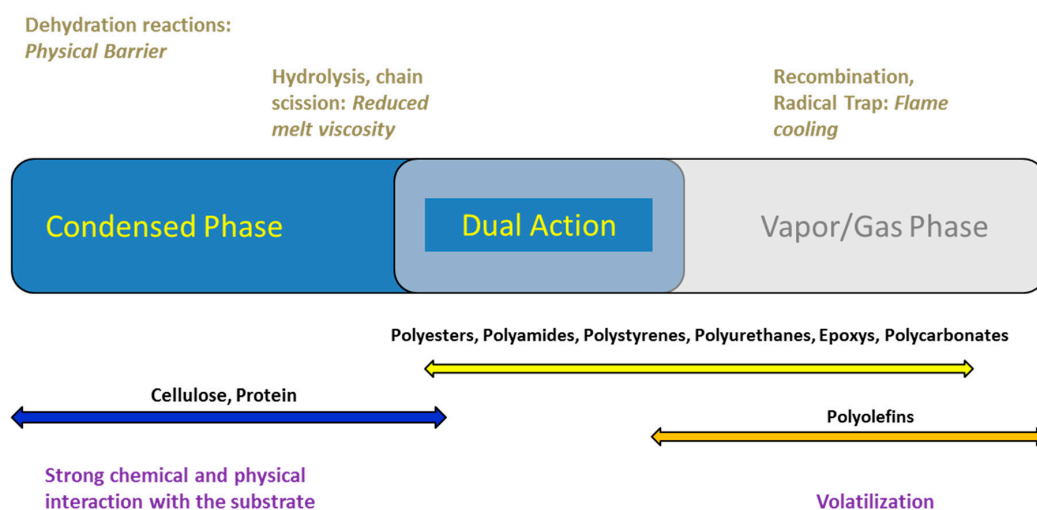 Dehydration reactions:
Physical Barrier
Hydrolysis, chain
scission: Reduced
melt viscosity
Recombination,
Radical Trap: Flame
cooling
Condensed Phase
Dual Action
Vapor/Gas Phase
Polyesters, Polyamides, Polystyrenes, Polyurethanes, Epoxys, Polycarbonates
Cellulose, Protein
Polyolefins
Strong chemical and physical
interaction with the substrate
Volatilization